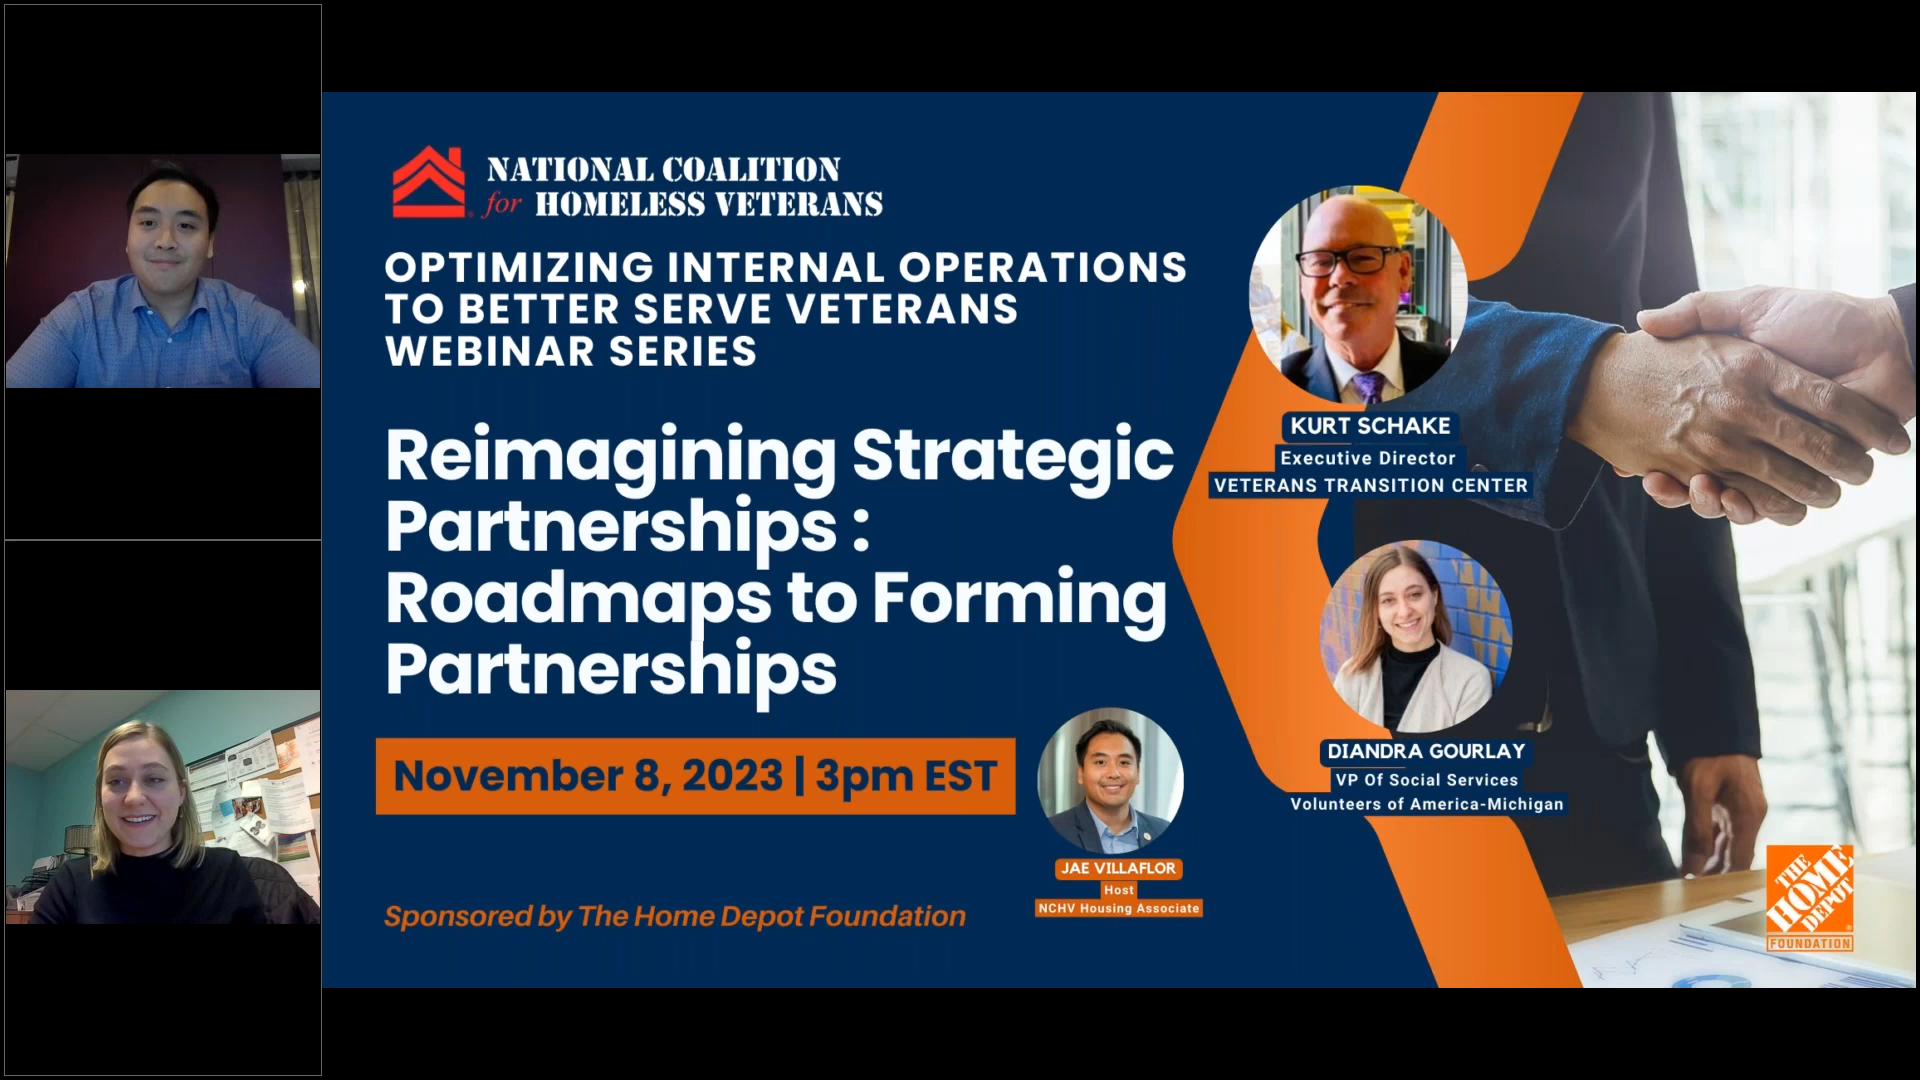 NATIONAL COALITION
for HOMELESS VETERANS
OPTIMIZING INTERNAL OPERATIONS
TO BETTER SERVE VETERANS
WEBINAR SERIES
Reimagining Strategic
Partnerships :
Roadmaps to Forming
Partnerships
November 8, 2023 | 3pm EST
Sponsored by The Home Depot Foundation
JAE VILLAFLOR
Host
NCHV Housing Associate
KURT SCHAKE
Executive Director
VETERANS TRANSITION CENTER
DIANDRA GOURLAY
VP Of Social Services
Volunteers of America-Michigan
THE
HOME
DEPOT
FOUNDATION